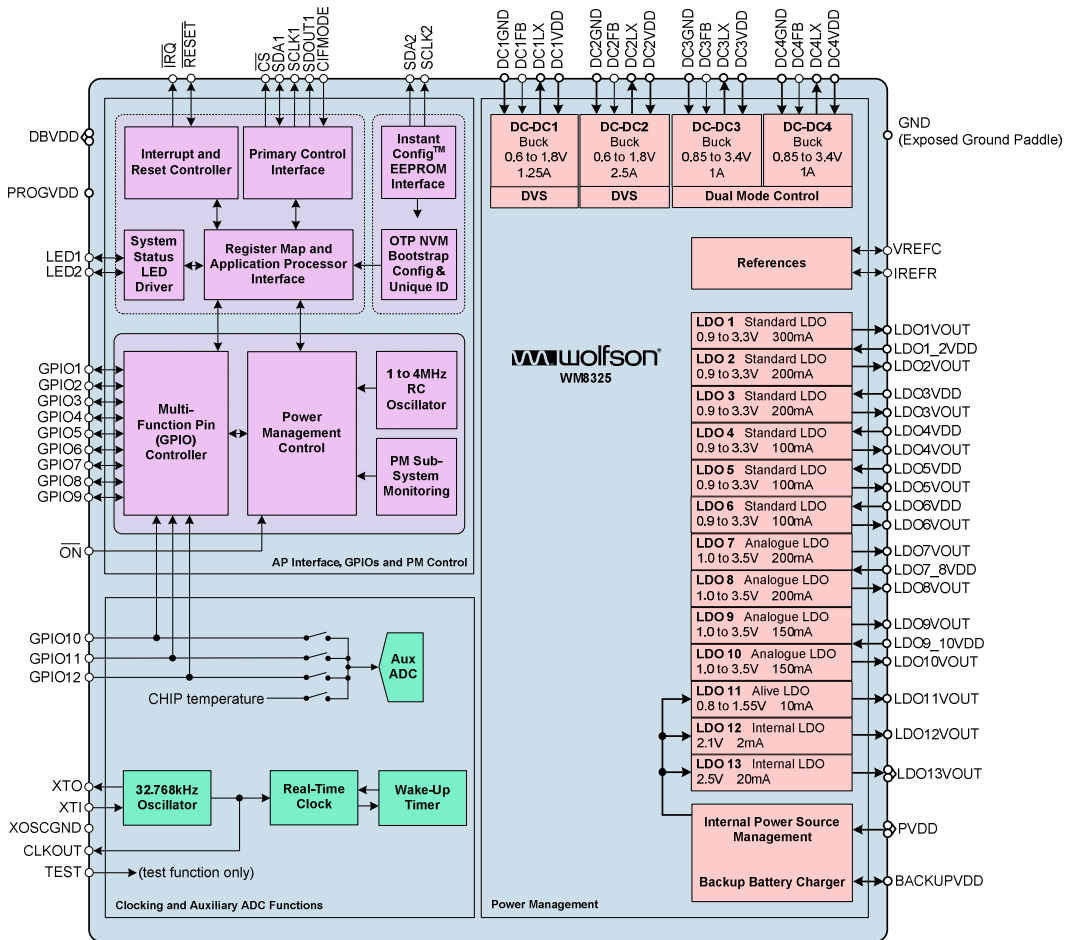 IRQ
RESET
CS
SDA1
SCLK1
SDOUT1
CIFMODE
SDA2
SCLK2
DC1GND
DC1FB
DC1LX
DC1VDD
DC2GND
DC2FB
DC2LX
DC2VDD
DC3GND
DC3FB
DC3LX
DC3VDD
DC4GND
DC4FB
DC4LX
DC4VDD
DBVDD
PROGVDD
LED1
LED2
GPIO1
GPIO2
GPIO3
GPIO4
GPIO5
GPIO6
GPIO7
GPIO8
GPIO9
ON
Interrupt and
Reset Controller
Primary Control
Interface
Instant
Config™
EEPROM
Interface
System
Status
LED
Driver
Register Map and
Application Processor
Interface
OTP NVM
Bootstrap
Config &
Unique ID
Multi-
Function Pin
(GPIO)
Controller
Power
Management
Control
1 to 4MHz
RC
Oscillator
PM Sub-
System
Monitoring
AP Interface, GPIOs and PM Control
GPIO10
GPIO11
GPIO12
CHIP temperature
Aux
ADC
XTO
XTI
XOSCGND
CLKOUT
TEST
(test function only)
32.768kHz
Oscillator
Real-Time
Clock
Wake-Up
Timer
Clocking and Auxiliary ADC Functions
DC-DC1
Buck
0.6 to 1.8V
1.25A
DVS
DC-DC2
Buck
0.6 to 1.8V
2.5A
DVS
DC-DC3
Buck
0.85 to 3.4V
1A
DC-DC4
Buck
0.85 to 3.4V
1A
Dual Mode Control
GND
(Exposed Ground Paddle)
References
VREFC
IREFR
wolfson®
WM8325
LDO 1 Standard LDO
0.9 to 3.3V 300mA
LDO 2 Standard LDO
0.9 to 3.3V 200mA
LDO 3 Standard LDO
0.9 to 3.3V 200mA
LDO 4 Standard LDO
0.9 to 3.3V 100mA
LDO 5 Standard LDO
0.9 to 3.3V 100mA
LDO 6 Standard LDO
0.9 to 3.3V 100mA
LDO 7 Analogue LDO
1.0 to 3.5V 200mA
LDO 8 Analogue LDO
1.0 to 3.5V 200mA
LDO 9 Analogue LDO
1.0 to 3.5V 150mA
LDO 10 Analogue LDO
1.0 to 3.5V 150mA
LDO 11 Alive LDO
0.8 to 1.55V 10mA
LDO 12 Internal LDO
2.1V 2mA
LDO 13 Internal LDO
2.5V 20mA
LDO1VOUT
LDO1_2VDD
LDO2VOUT
LDO3VDD
LDO3VOUT
LDO4VDD
LDO4VOUT
LDO5VDD
LDO5VOUT
LDO6VDD
LDO6VOUT
LDO7VOUT
LDO7_8VDD
LDO8VOUT
LDO9VOUT
LDO9_10VDD
LDO10VOUT
LDO11VOUT
LDO12VOUT
LDO13VOUT
Internal Power Source
Management
Backup Battery Charger
PVDD
BACKUPVDD
Power Management